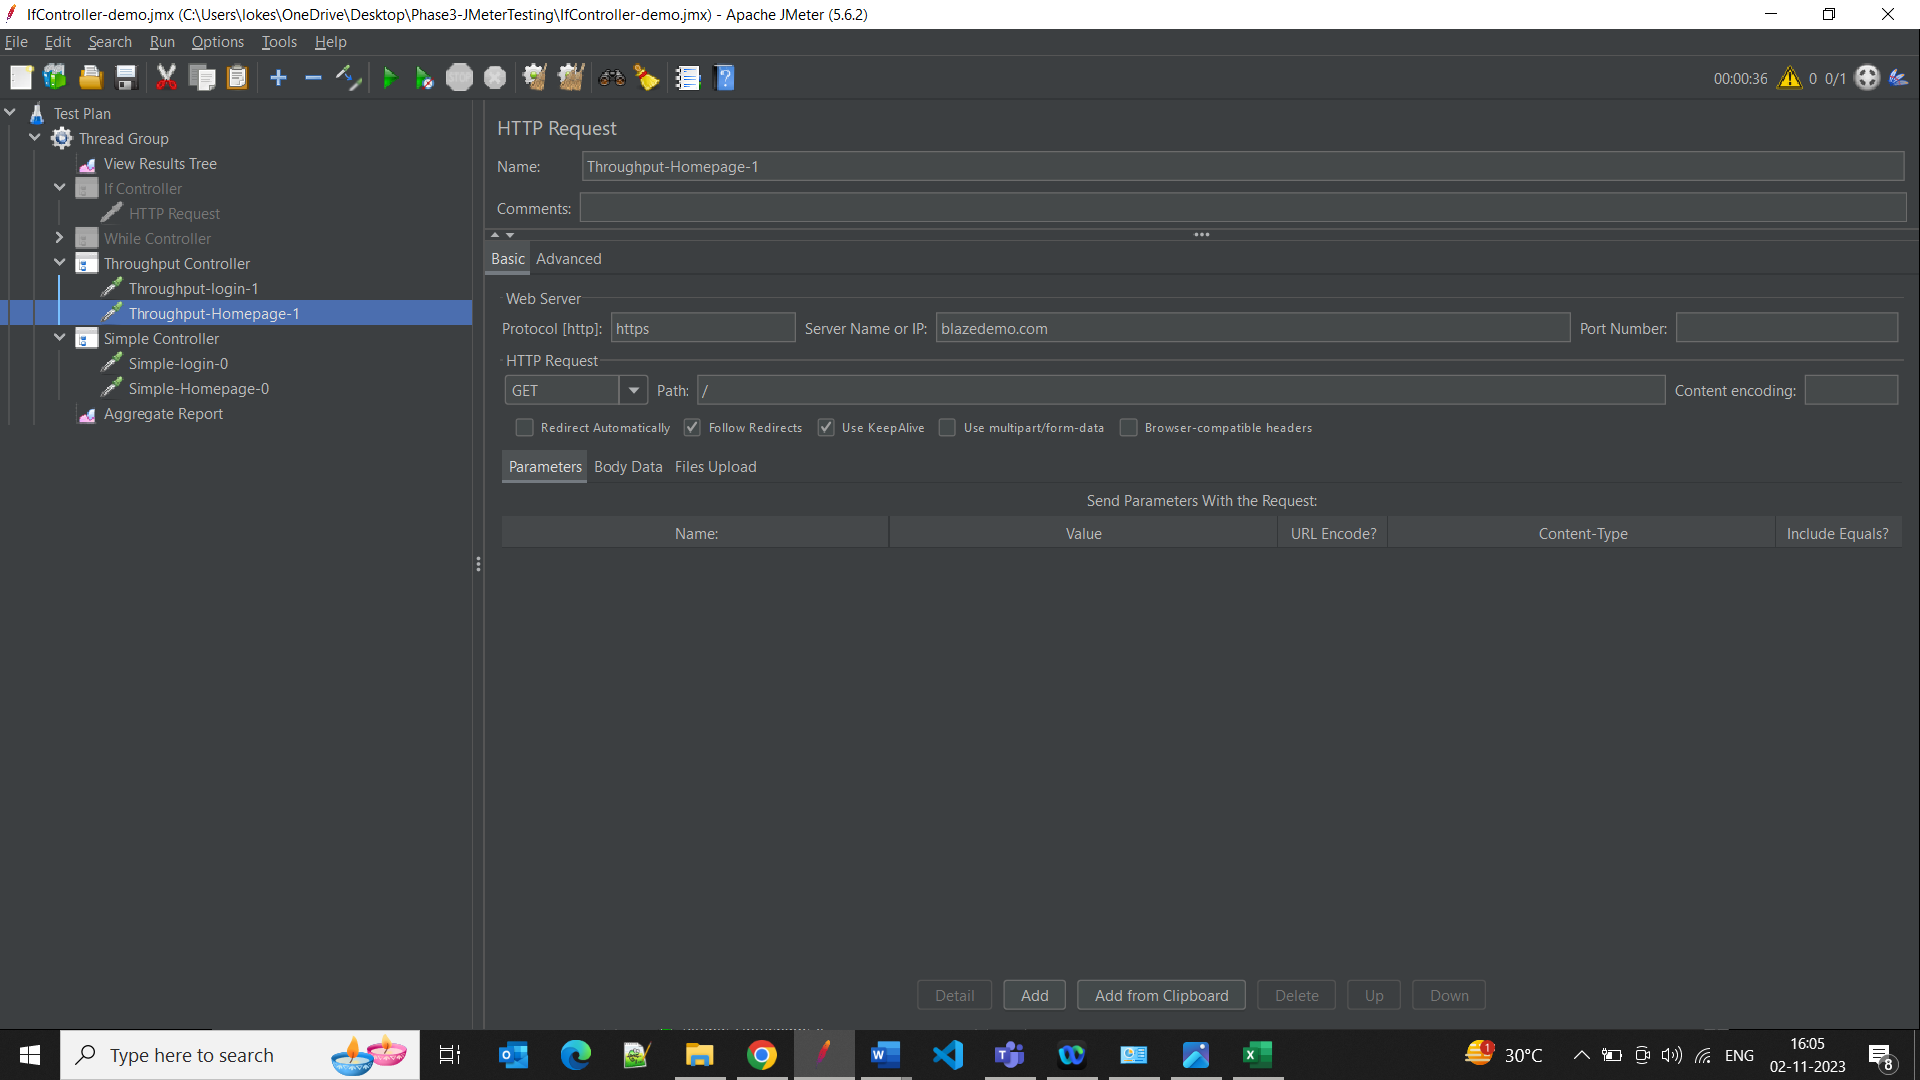 IfController-demo.jmx (C:\Users\lokes\OneDrive\Desktop\Phase3-JMeterTesting\IfController-demo.jmx) - Apache JMeter (5.6.2)
File Edit Search Run Options Tools Help
STOP
00:00:36 0 0/1
Test Plan
Thread Group
View Results Tree
If Controller
HTTP Request
While Controller
Throughput Controller
Throughput-login-1
Throughput-Homepage-1
Simple Controller
Simple-login-0
Simple-Homepage-0
Aggregate Report
HTTP Request
Name: Throughput-Homepage-1
Comments:
Basic Advanced
Web Server
Protocol [http]: https Server Name or IP: blazedemo.com Port Number:
HTTP Request
GET Path: / Content encoding:
Redirect Automatically Follow Redirects Use KeepAlive Use multipart/form-data Browser-compatible headers
Parameters Body Data Files Upload
Send Parameters With the Request:
Name: Value URL Encode? Content-Type Include Equals?
Detail Add Add from Clipboard Delete Up Down
Type here to search
1 30°C ENG 16:05
02-11-2023 8